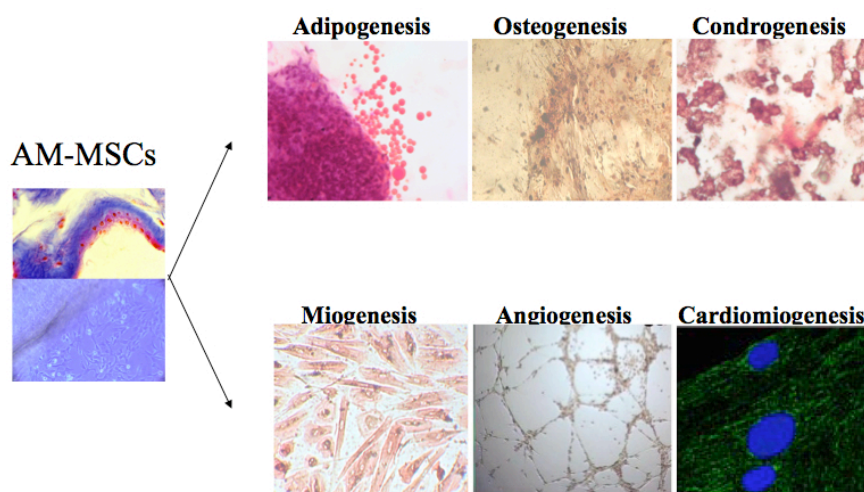 Adipogenesis
Osteogenesis
Condrogenesis
AM-MSCs
Miogenesis
Angiogenesis
Cardiomiogenesis